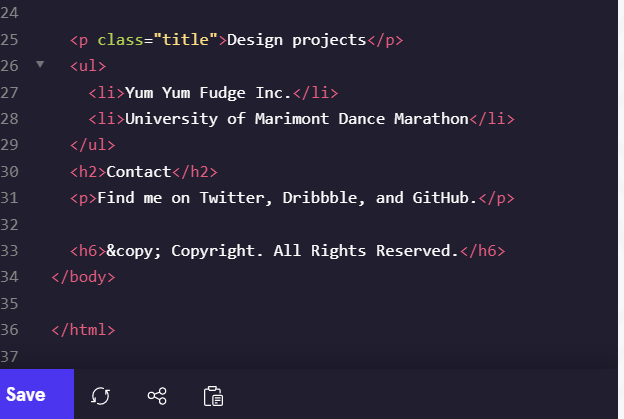 24
25 <p class="title">Design projects</p>
26 <ul>
27 <li>Yum Yum Fudge Inc.</li>
28 <li>University of Marimont Dance Marathon</li>
29 </ul>
30 <h2>Contact</h2>
31 <p>Find me on Twitter, Dribbble, and GitHub.</p>
32
33 <h6>&copy; Copyright. All Rights Reserved.</h6>
34 </body>
35
36 </html>
37
Save